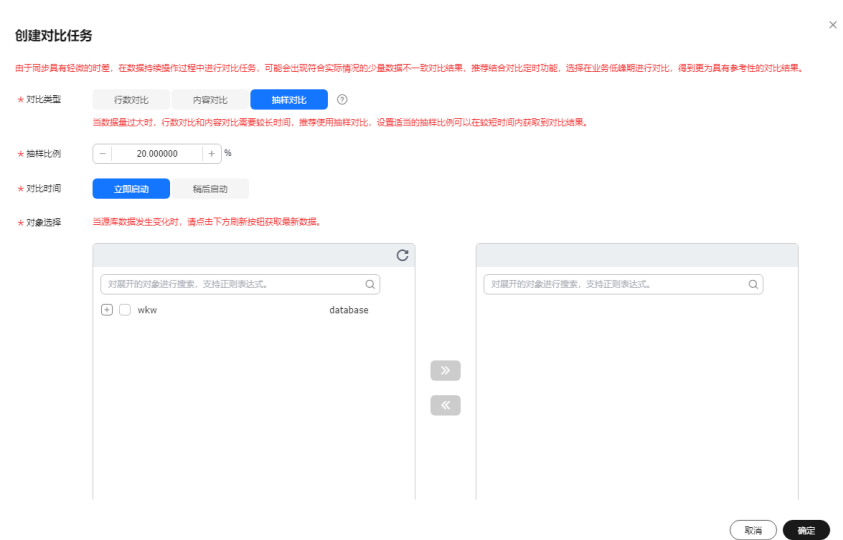 创建对比任务
由于同步具有轻微的时差，在数据持续操作过程中进行对比任务，可能会出现符合实际情况的少量数据不一致对比结果，推荐结合对比定时功能，选择在业务低峰期进行对比，得到更为具有参考性的对比结果。
* 对比类型 行数对比 内容对比 抽样对比 ?
当数据量过大时，行数对比和内容对比需要较长时间，推荐使用抽样对比，设置适当的抽样比例可以在较短时间内获取到对比结果。
* 抽样比例 − 20.000000 + %
* 对比时间 立即启动 稍后启动
* 对象选择 当源库数据发生变化时，请点击下方刷新按钮获取最新数据。
对展开的对象进行搜索，支持正则表达式。 对展开的对象进行搜索，支持正则表达式。
wkw database
取消 确定